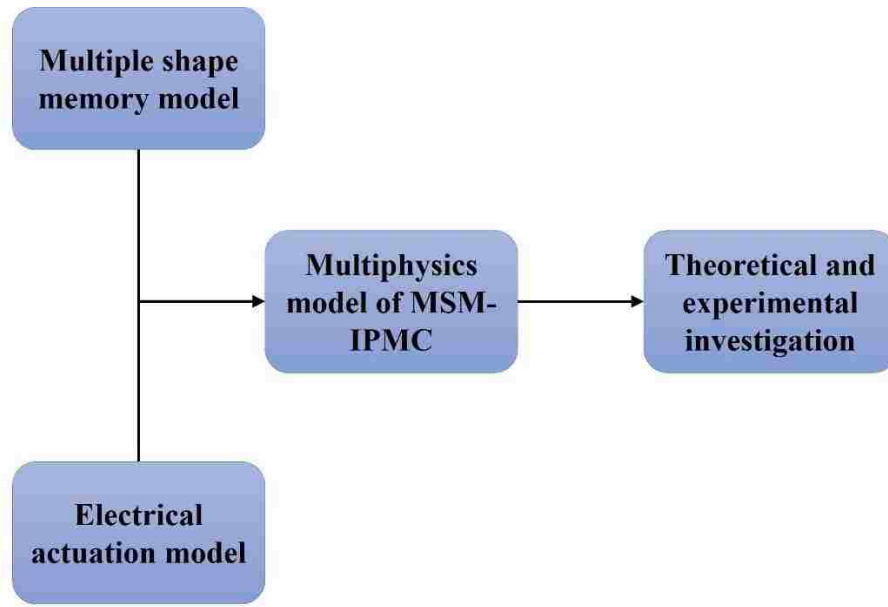 Multiple shape
memory model
Multiphysics
model of MSM-
IPMC
Theoretical and
experimental
investigation
Electrical
actuation model